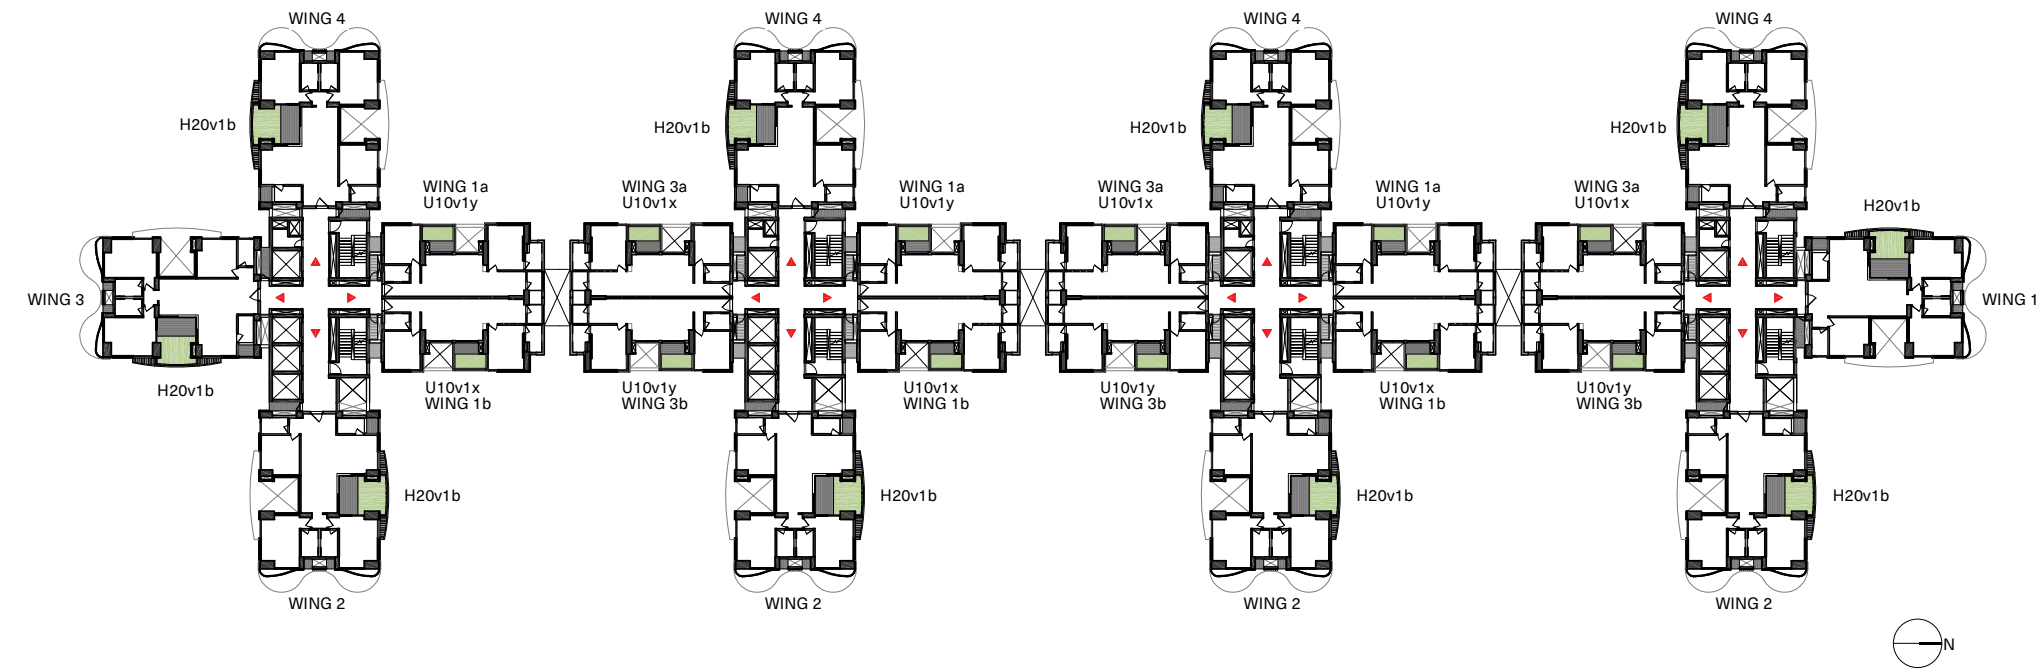 WING 4
WING 4
WING 4
WING 4
H20v1b
H20v1b
H20v1b
H20v1b
WING 1a
U10v1y
WING 3a
U10v1x
WING 1a
U10v1y
WING 3a
U10v1x
WING 1a
U10v1y
WING 3a
U10v1x
H20v1b
WING 3
WING 1
H20v1b
U10v1x
WING 1b
U10v1y
WING 3b
U10v1x
WING 1b
U10v1y
WING 3b
U10v1x
WING 1b
U10v1y
WING 3b
H20v1b
H20v1b
H20v1b
H20v1b
WING 2
WING 2
WING 2
WING 2
N